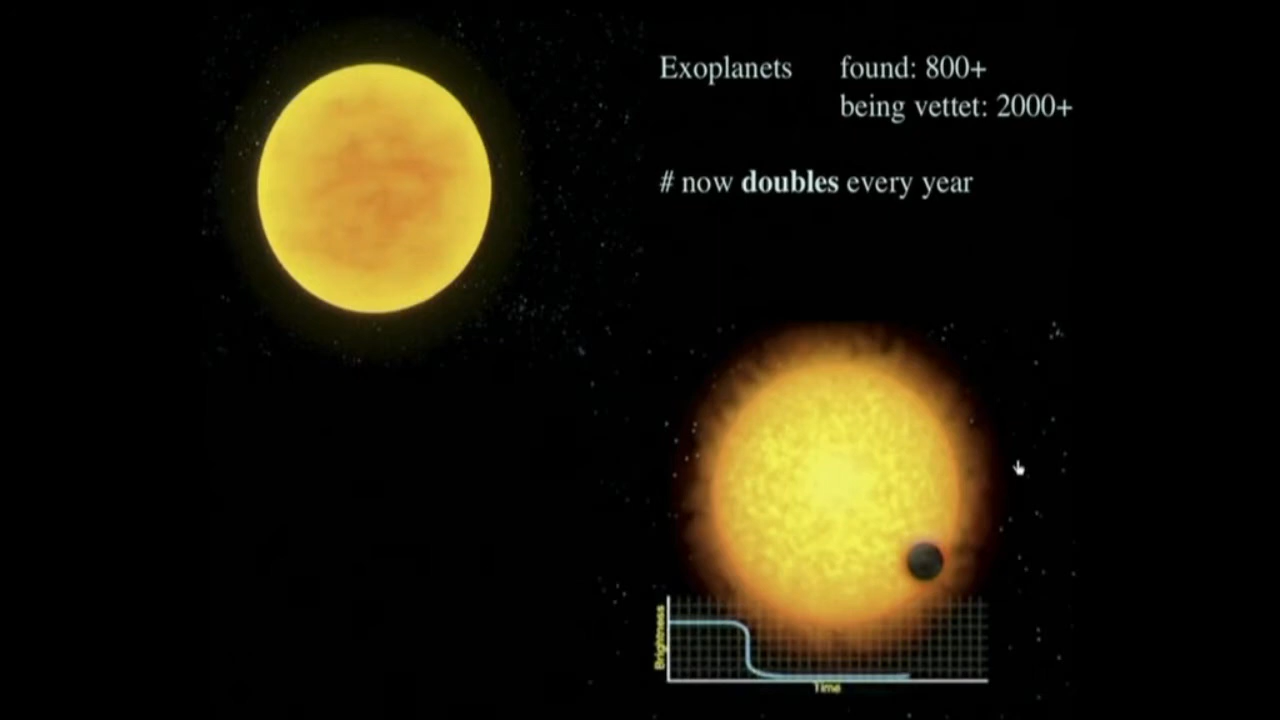 Exoplanets found: 800+
being vettet: 2000+
# now doubles every year
Brightness
Time